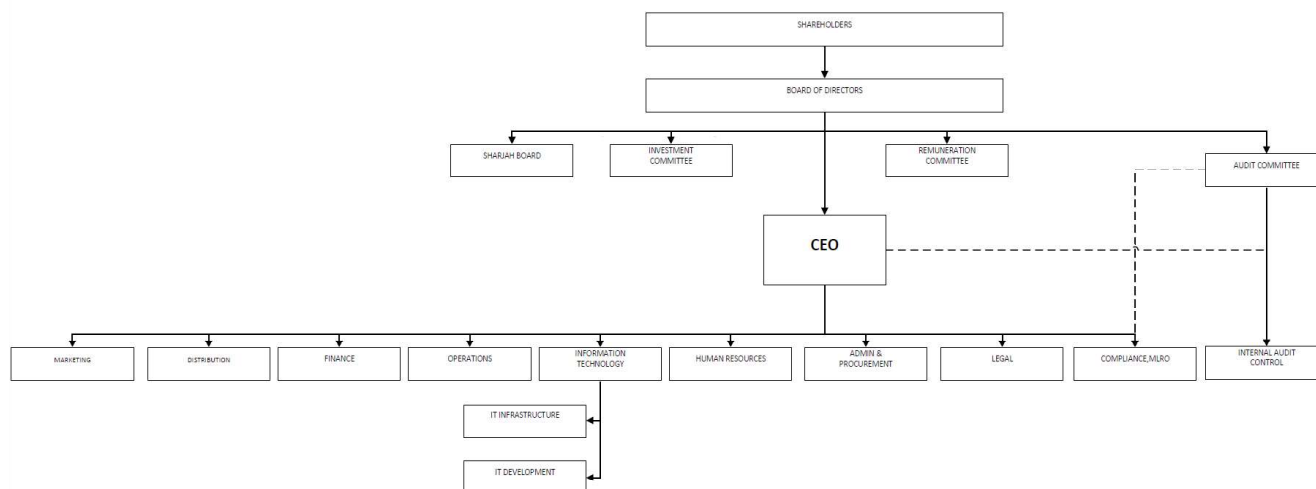 SHAREHOLDERS
BOARD OF DIRECTORS
SHARJAH BOARD
INVESTMENT
COMMITTEE
REMUNERATION
COMMITTEE
AUDIT COMMITTEE
CEO
MARKETING
DISTRIBUTION
FINANCE
OPERATIONS
INFORMATION
TECHNOLOGY
HUMAN RESOURCES
ADMIN &
PROCUREMENT
LEGAL
COMPLIANCE,MLRO
INTERNAL AUDIT
CONTROL
IT INFRASTRUCTURE
IT DEVELOPMENT